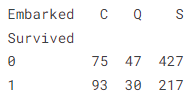 Embarked C Q S
Survived
0 75 47 427
1 93 30 217